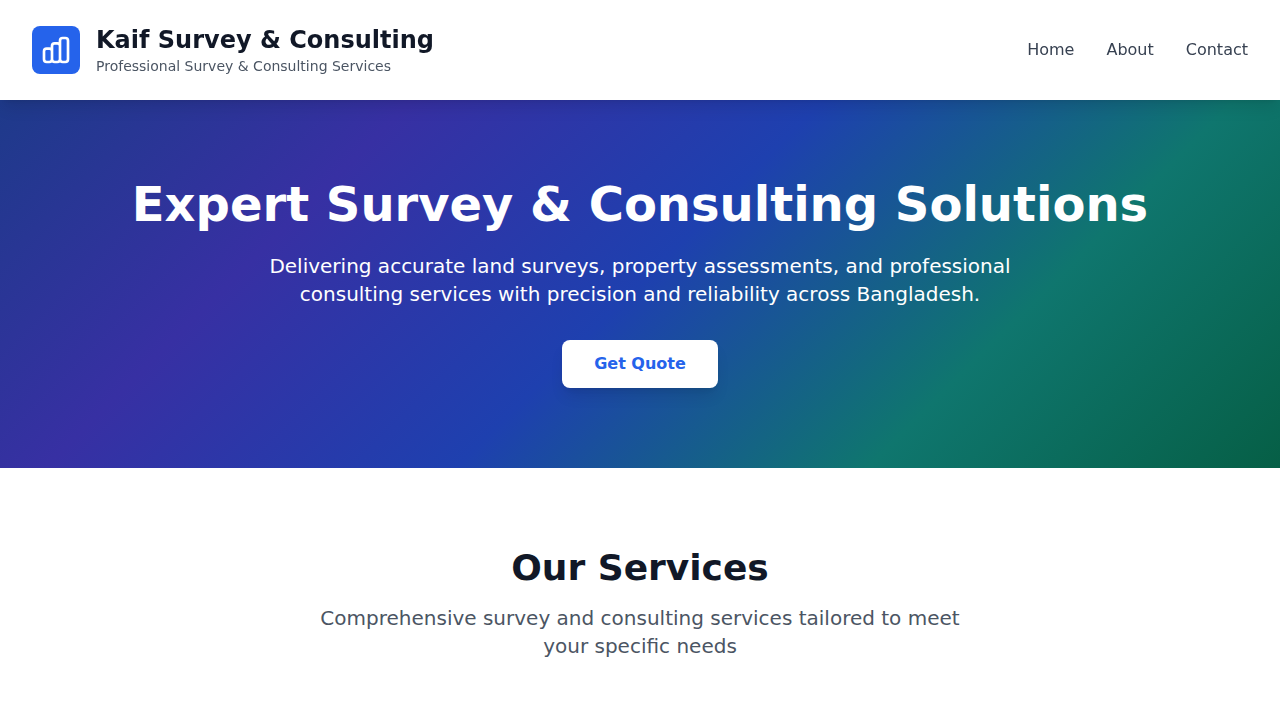 Kaif Survey & Consulting
Professional Survey & Consulting Services
Home
About
Contact
Expert Survey & Consulting Solutions
Delivering accurate land surveys, property assessments, and professional
consulting services with precision and reliability across Bangladesh.
Get Quote
Our Services
Comprehensive survey and consulting services tailored to meet
your specific needs